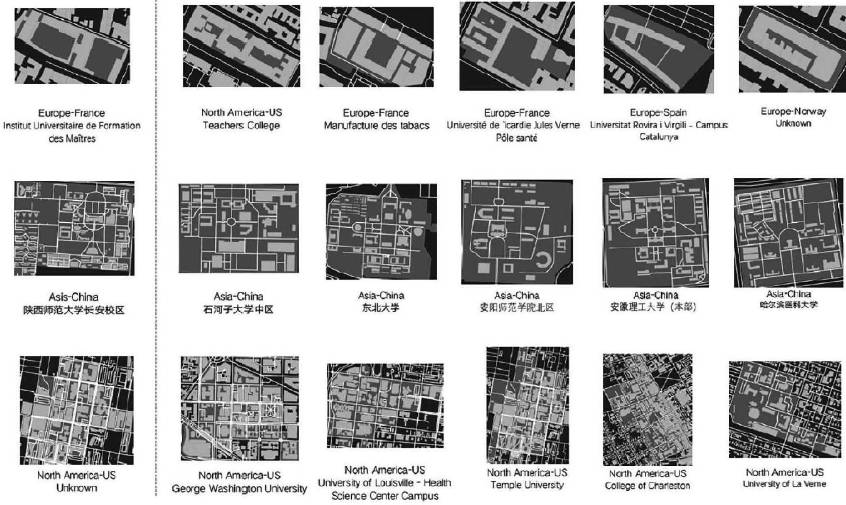 Europe-France
Institut Universitaire de Formation
des Maîtres
North America-US
Teachers College
Europe-France
Manufacture des tabacs
Europe-France
Université de Picardie Jules Verne
Pôle santé
Europe-Spain
Universitat Rovira i Virgili - Campus
Catalunya
Europe-Norway
Unknown
Asis-China
陕西师范大学长安校区
Asia-China
石河子大学中区
Asia-China
东北大学
Asia-China
安阳师范学院北区
Asia-China
安徽理工大学（本部）
Asia-China
哈尔滨医科大学
North America-US
Unknown
North America-US
George Washington University
North America-US
University of Louisville - Health
Science Center Campus
North America-US
Temple University
North America-US
College of Charleston
North America-US
University of La Verne